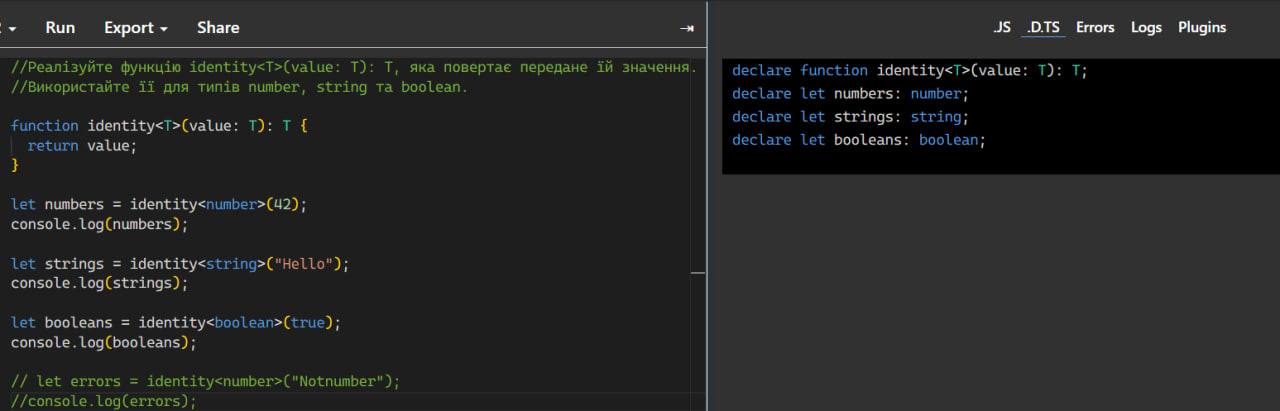 Run Export Share
.JS .D.TS Errors Logs Plugins
//Реалізуйте функцію identity<T>(value: T): T, яка повертає передане їй значення.
//Використайте її для типів number, string та boolean.
function identity<T>(value: T): T {
return value;
}
let numbers = identity<number>(42);
console.log(numbers);
let strings = identity<string>("Hello");
console.log(strings);
let booleans = identity<boolean>(true);
console.log(booleans);
// let errors = identity<number>("Notnumber");
//console.log(errors);
declare function identity<T>(value: T): T;
declare let numbers: number;
declare let strings: string;
declare let booleans: boolean;